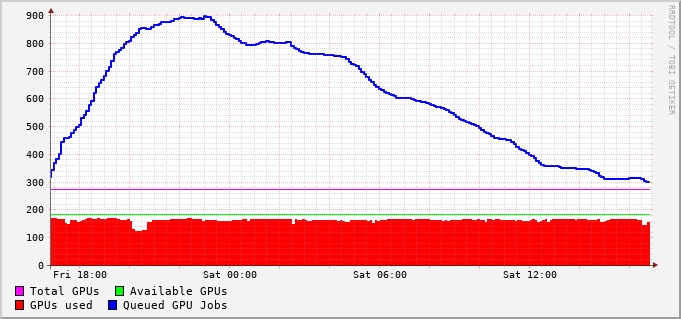 900
800
700
600
500
400
300
200
100
0
Fri 18:00 Sat 00:00 Sat 06:00 Sat 12:00
Total GPUs Available GPUs
GPUs used Queued GPU Jobs
RRDTOOL / TOBI OETIKER